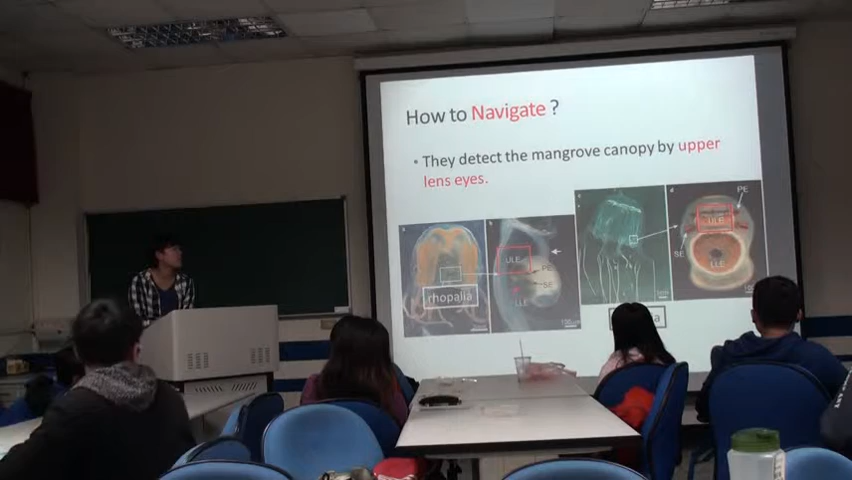 How to Navigate ?
• They detect the mangrove canopy by upper
lens eyes.
a
b
c
d
rhopalia
ULE
PE
SE
LLE
PE
ULE
SE
LLE